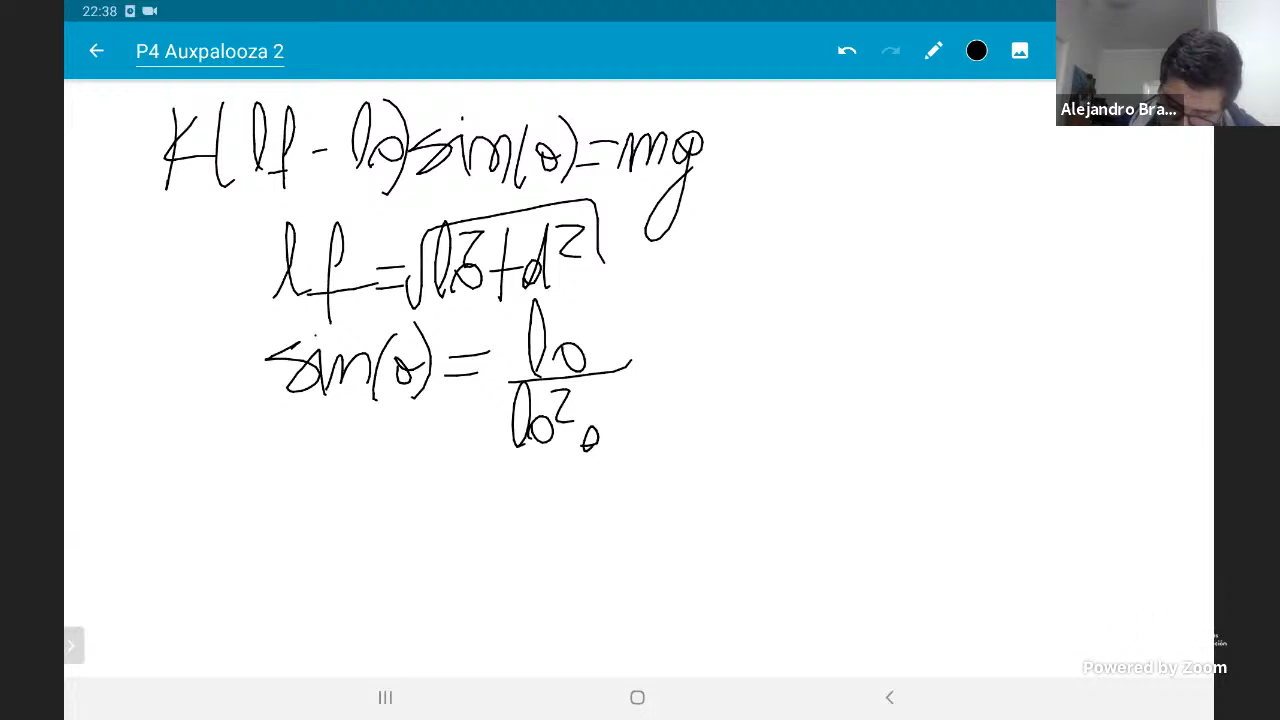 22:38
P4 Auxpalooza 2
Alejandro Bra...
K(lf - lo)sin(θ)=mg
lf=√lo²+d²
sin(θ) = lo/lo²
Powered by Zoom